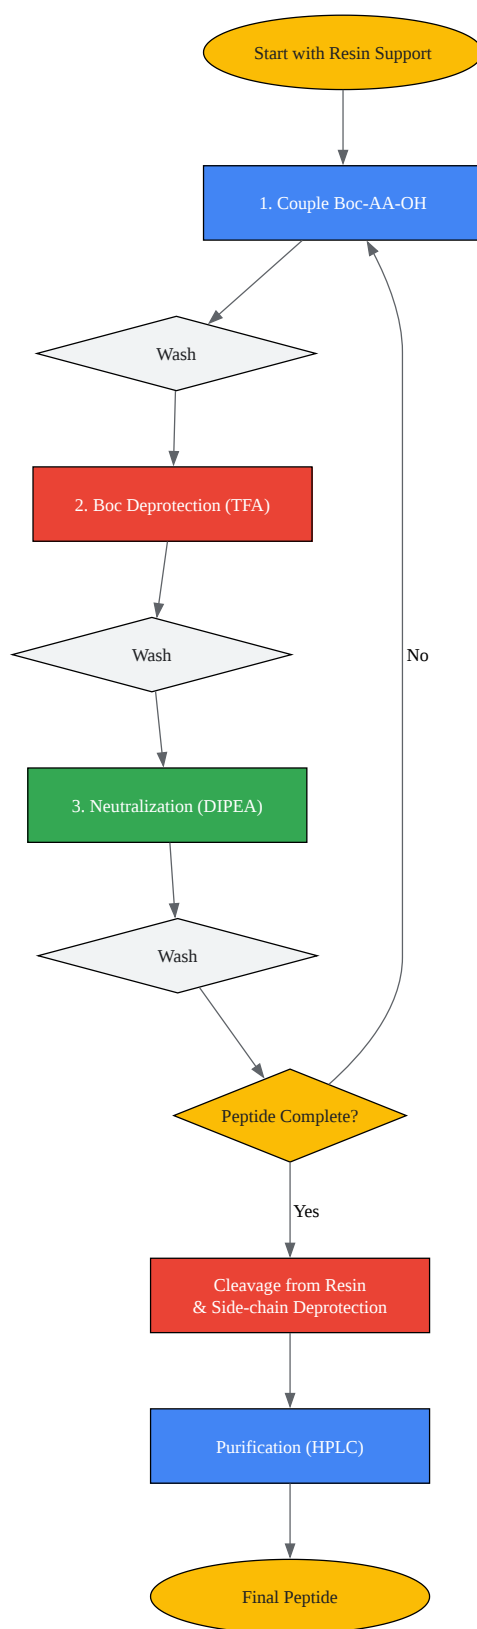 Start with Resin Support
1. Couple Boc-AA-OH
Wash
2. Boc Deprotection (TFA)
Wash
No
3. Neutralization (DIPEA)
Wash
Peptide Complete?
Yes
Cleavage from Resin
& Side-chain Deprotection
Purification (HPLC)
Final Peptide